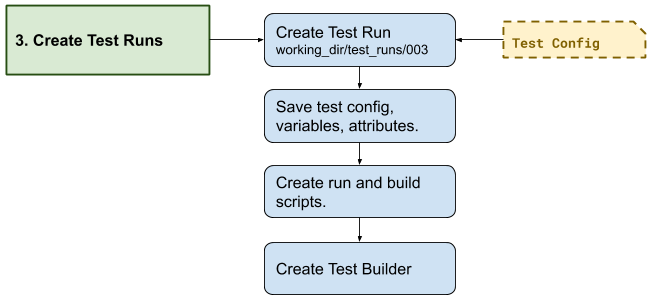 3. Create Test Runs
Create Test Run
working_dir/test_runs/003
Test Config
Save test config,
variables, attributes.
Create run and build
scripts.
Create Test Builder